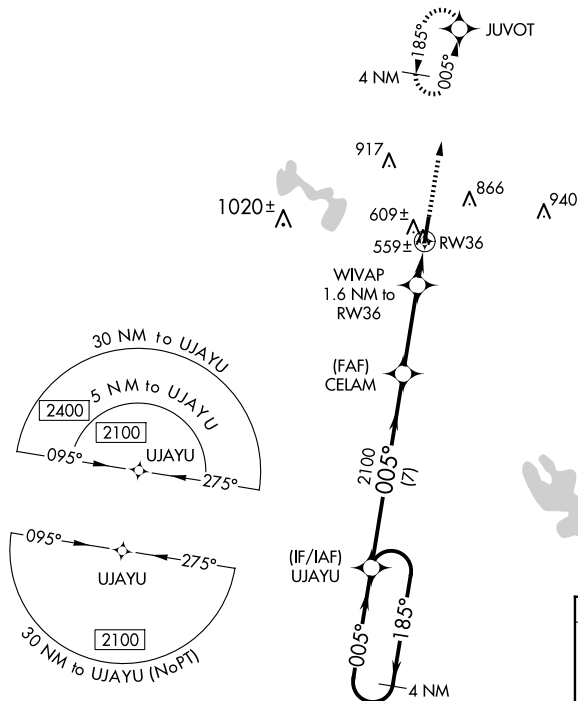 JUVOT
185°
005°
4 NM
917
866
940
1020±
609±
559±
RW36
WIVAP
1.6 NM to
RW36
(FAF)
CELAM
30 NM to UJAYU
5 NM to UJAYU
2400
2100
UJAYU
095°
275°
2100
005°
(7)
095°
275°
UJAYU
2100
30 NM to UJAYU (NoPT)
(IF/IAF)
UJAYU
005°
185°
4 NM